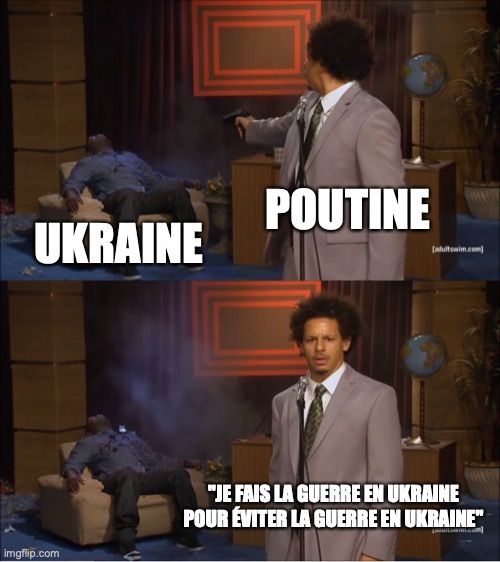 POUTINE
UKRAINE
[adultswim.com]
"JE FAIS LA GUERRE EN UKRAINE
POUR ÉVITER LA GUERRE EN UKRAINE"
imgflip.com